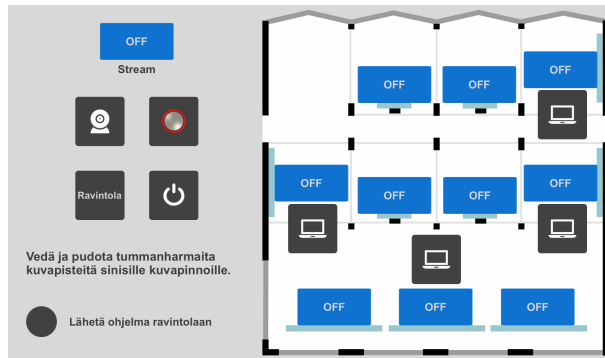 OFF
Stream
Ravintola
Vedä ja pudota tummanharmaita
kuvapisteitä sinisille kuvapinnoille.
Lähetä ohjelma ravintolaan
OFF
OFF
OFF
OFF
OFF
OFF
OFF
OFF
OFF
OFF